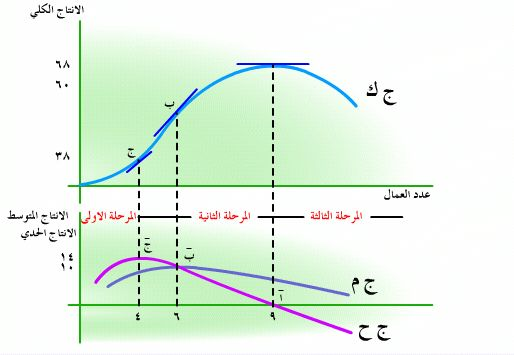 الانتاج الكلي
٦٨
٦٠
٣٨
ج ك
ب
ج
عدد العمال
الانتاج المتوسط
الانتاج الحدي
المرحلة الاولى
المرحلة الثانية
المرحلة الثالثة
١٤
١٠
جَ
بَ
أَ
ج م
ج ح
٤ ٦ ٩